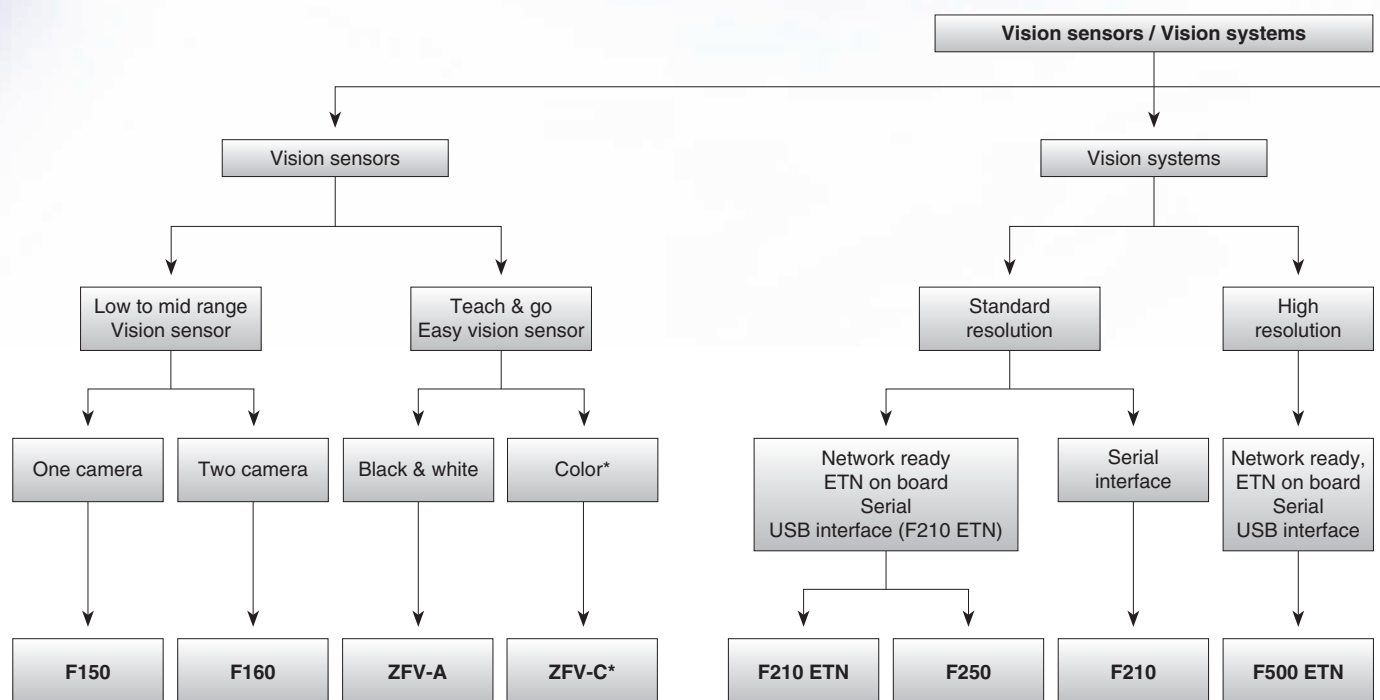 Vision sensors / Vision systems
Vision sensors
Vision systems
Low to mid range
Vision sensor
Teach & go
Easy vision sensor
Standard
resolution
High
resolution
One camera
Two camera
Black & white
Color*
Network ready
ETN on board
Serial
USB interface (F210 ETN)
Serial
interface
Network ready,
ETN on board
Serial
USB interface
F150
F160
ZFV-A
ZFV-C*
F210 ETN
F250
F210
F500 ETN